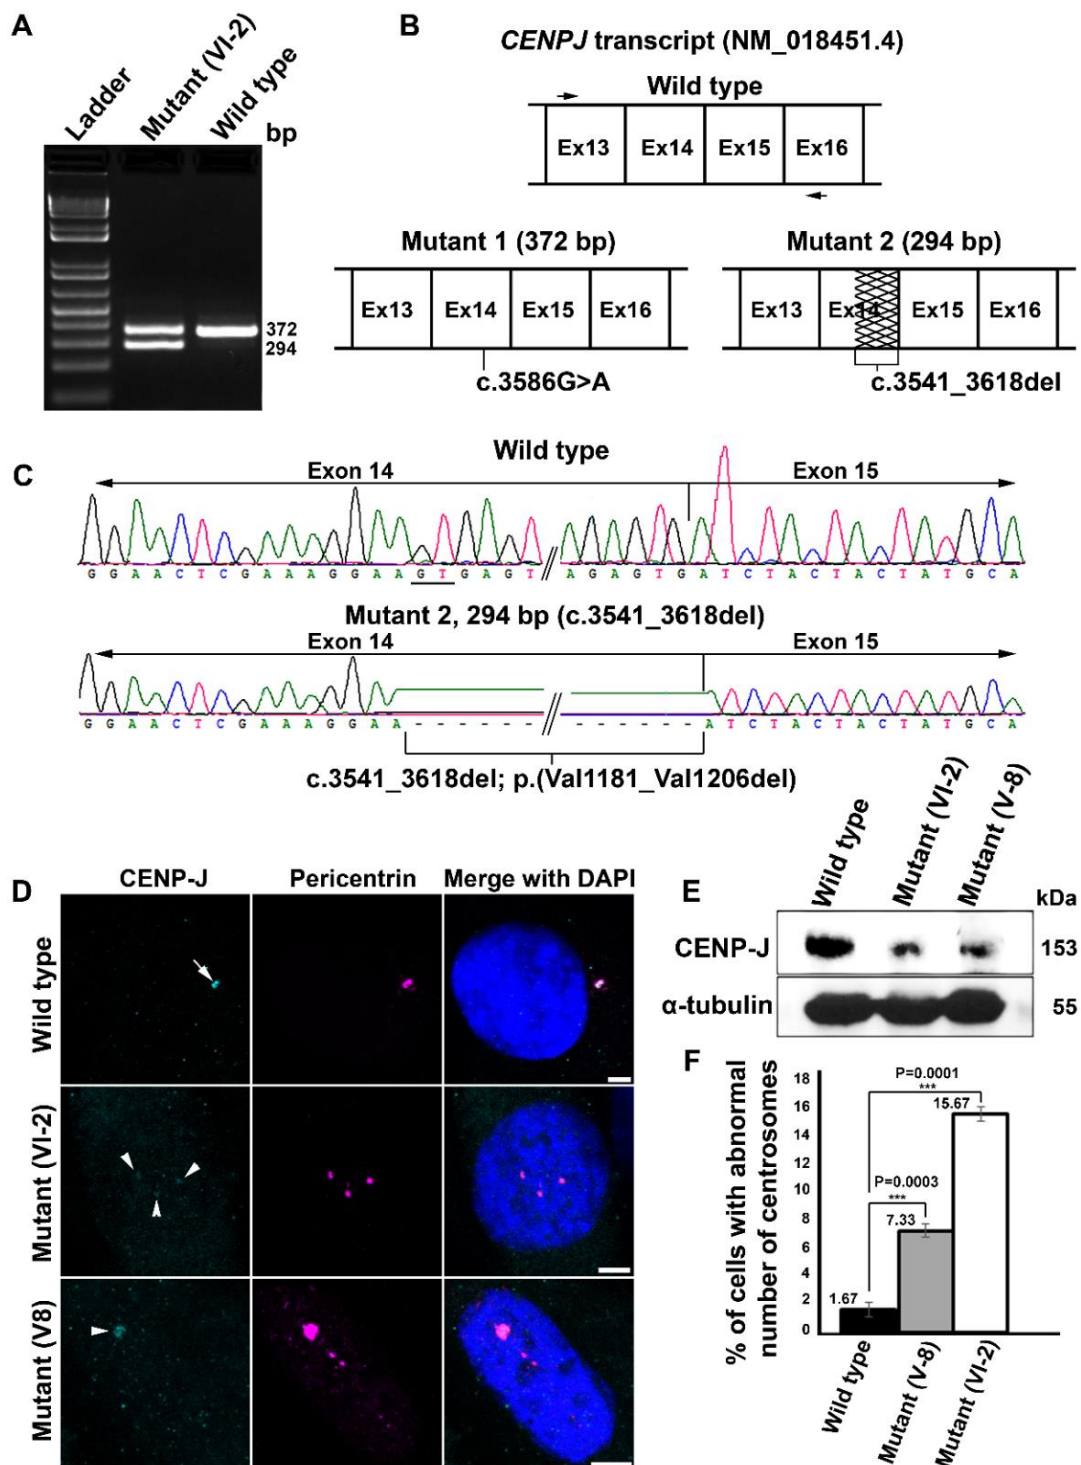 A
Ladder
Mutant (VI-2)
Wild type
bp
372
294
B
CENPJ transcript (NM_018451.4)
Wild type
Ex13 Ex14 Ex15 Ex16
Mutant 1 (372 bp)
Ex13 Ex14 Ex15 Ex16
c.3586G>A
Mutant 2 (294 bp)
Ex13 Ex14 Ex15 Ex16
c.3541_3618del
C
Wild type
Exon 14 Exon 15
G G A A C T C G A A A G G A A G T G A G T // A G A G T G A T C T A C T A C T A T G C A
Mutant 2, 294 bp (c.3541_3618del)
Exon 14 Exon 15
G G A A C T C G A A A G G A A - - - - - - // - - - - - - A T C T A C T A C T A T G C A
c.3541_3618del; p.(Val1181_Val1206del)
D
CENP-J Pericentrin Merge with DAPI
Wild type
Mutant (VI-2)
Mutant (V8)
E
Wild type
Mutant (VI-2)
Mutant (V-8)
kDa
CENP-J 153
α-tubulin 55
F
% of cells with abnormal
number of centrosomes
18
16
14
12
10
8
6
4
2
0
P=0.0001
***
15.67
P=0.0003
***
7.33
1.67
Wild type
Mutant (V-8)
Mutant (VI-2)